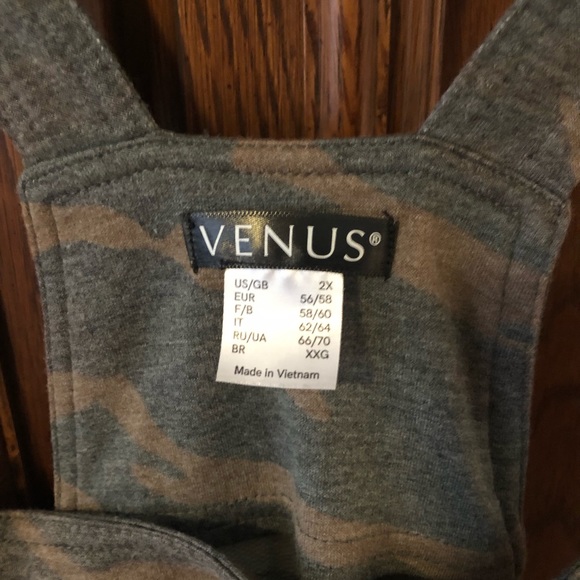 VENUS®
US/GB 2X
EUR 56/58
F/B 58/60
IT 62/64
RU/UA 66/70
BR XXG
Made in Vietnam